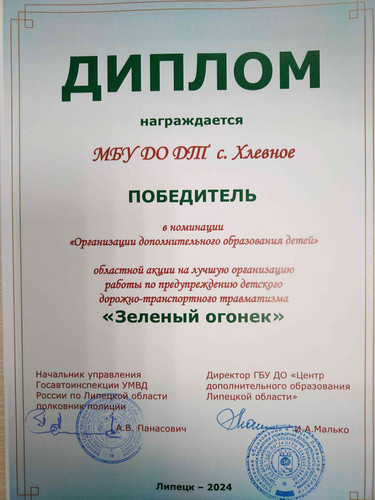 ДИПЛОМ
награждается
МБУ ДО ДТ с. Хлевное
ПОБЕДИТЕЛЬ
в номинации
«Организации дополнительного образования детей»
областной акции на лучшую организацию
работы по предупреждению детского
дорожно-транспортного травматизма
«Зеленый огонек»
Начальник управления
Госавтоинспекции УМВД
России по Липецкой области
полковник полиции
А.В. Панасович
Директор ГБУ ДО «Центр
дополнительного образования
Липецкой области»
И.А.Малько
Липецк – 2024